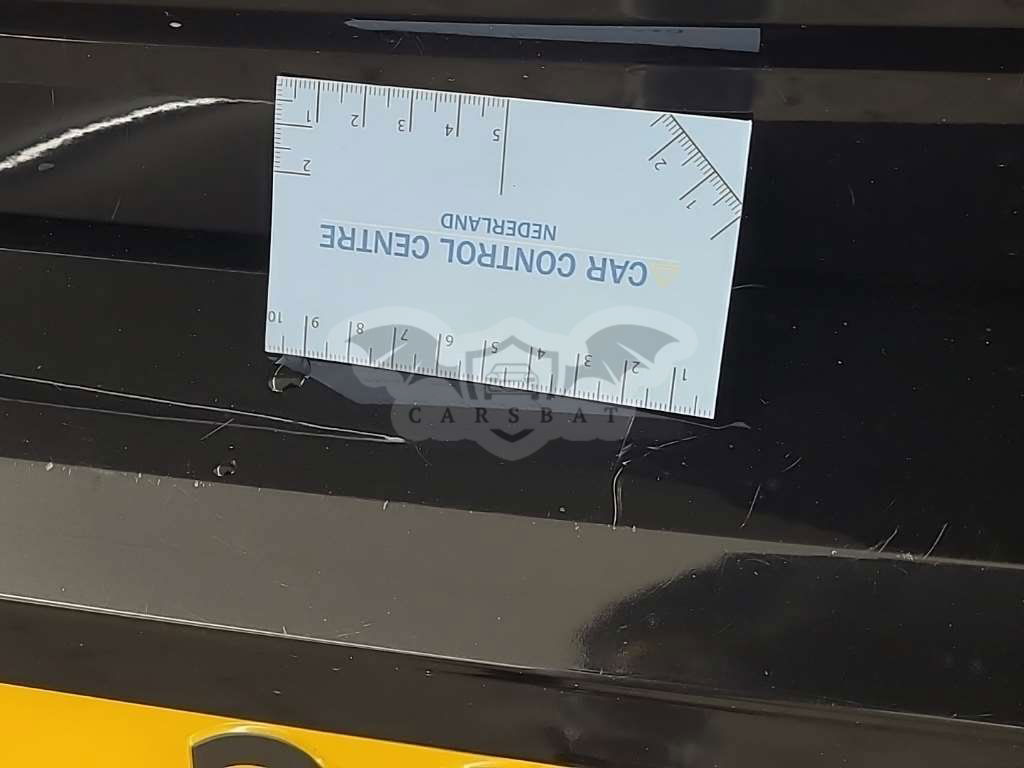 1 2 3 4 5 6 7 8 9 10
CAR CONTROL CENTRE
NEDERLAND
1 2
5 4 3 2 1
2
CARSBAT